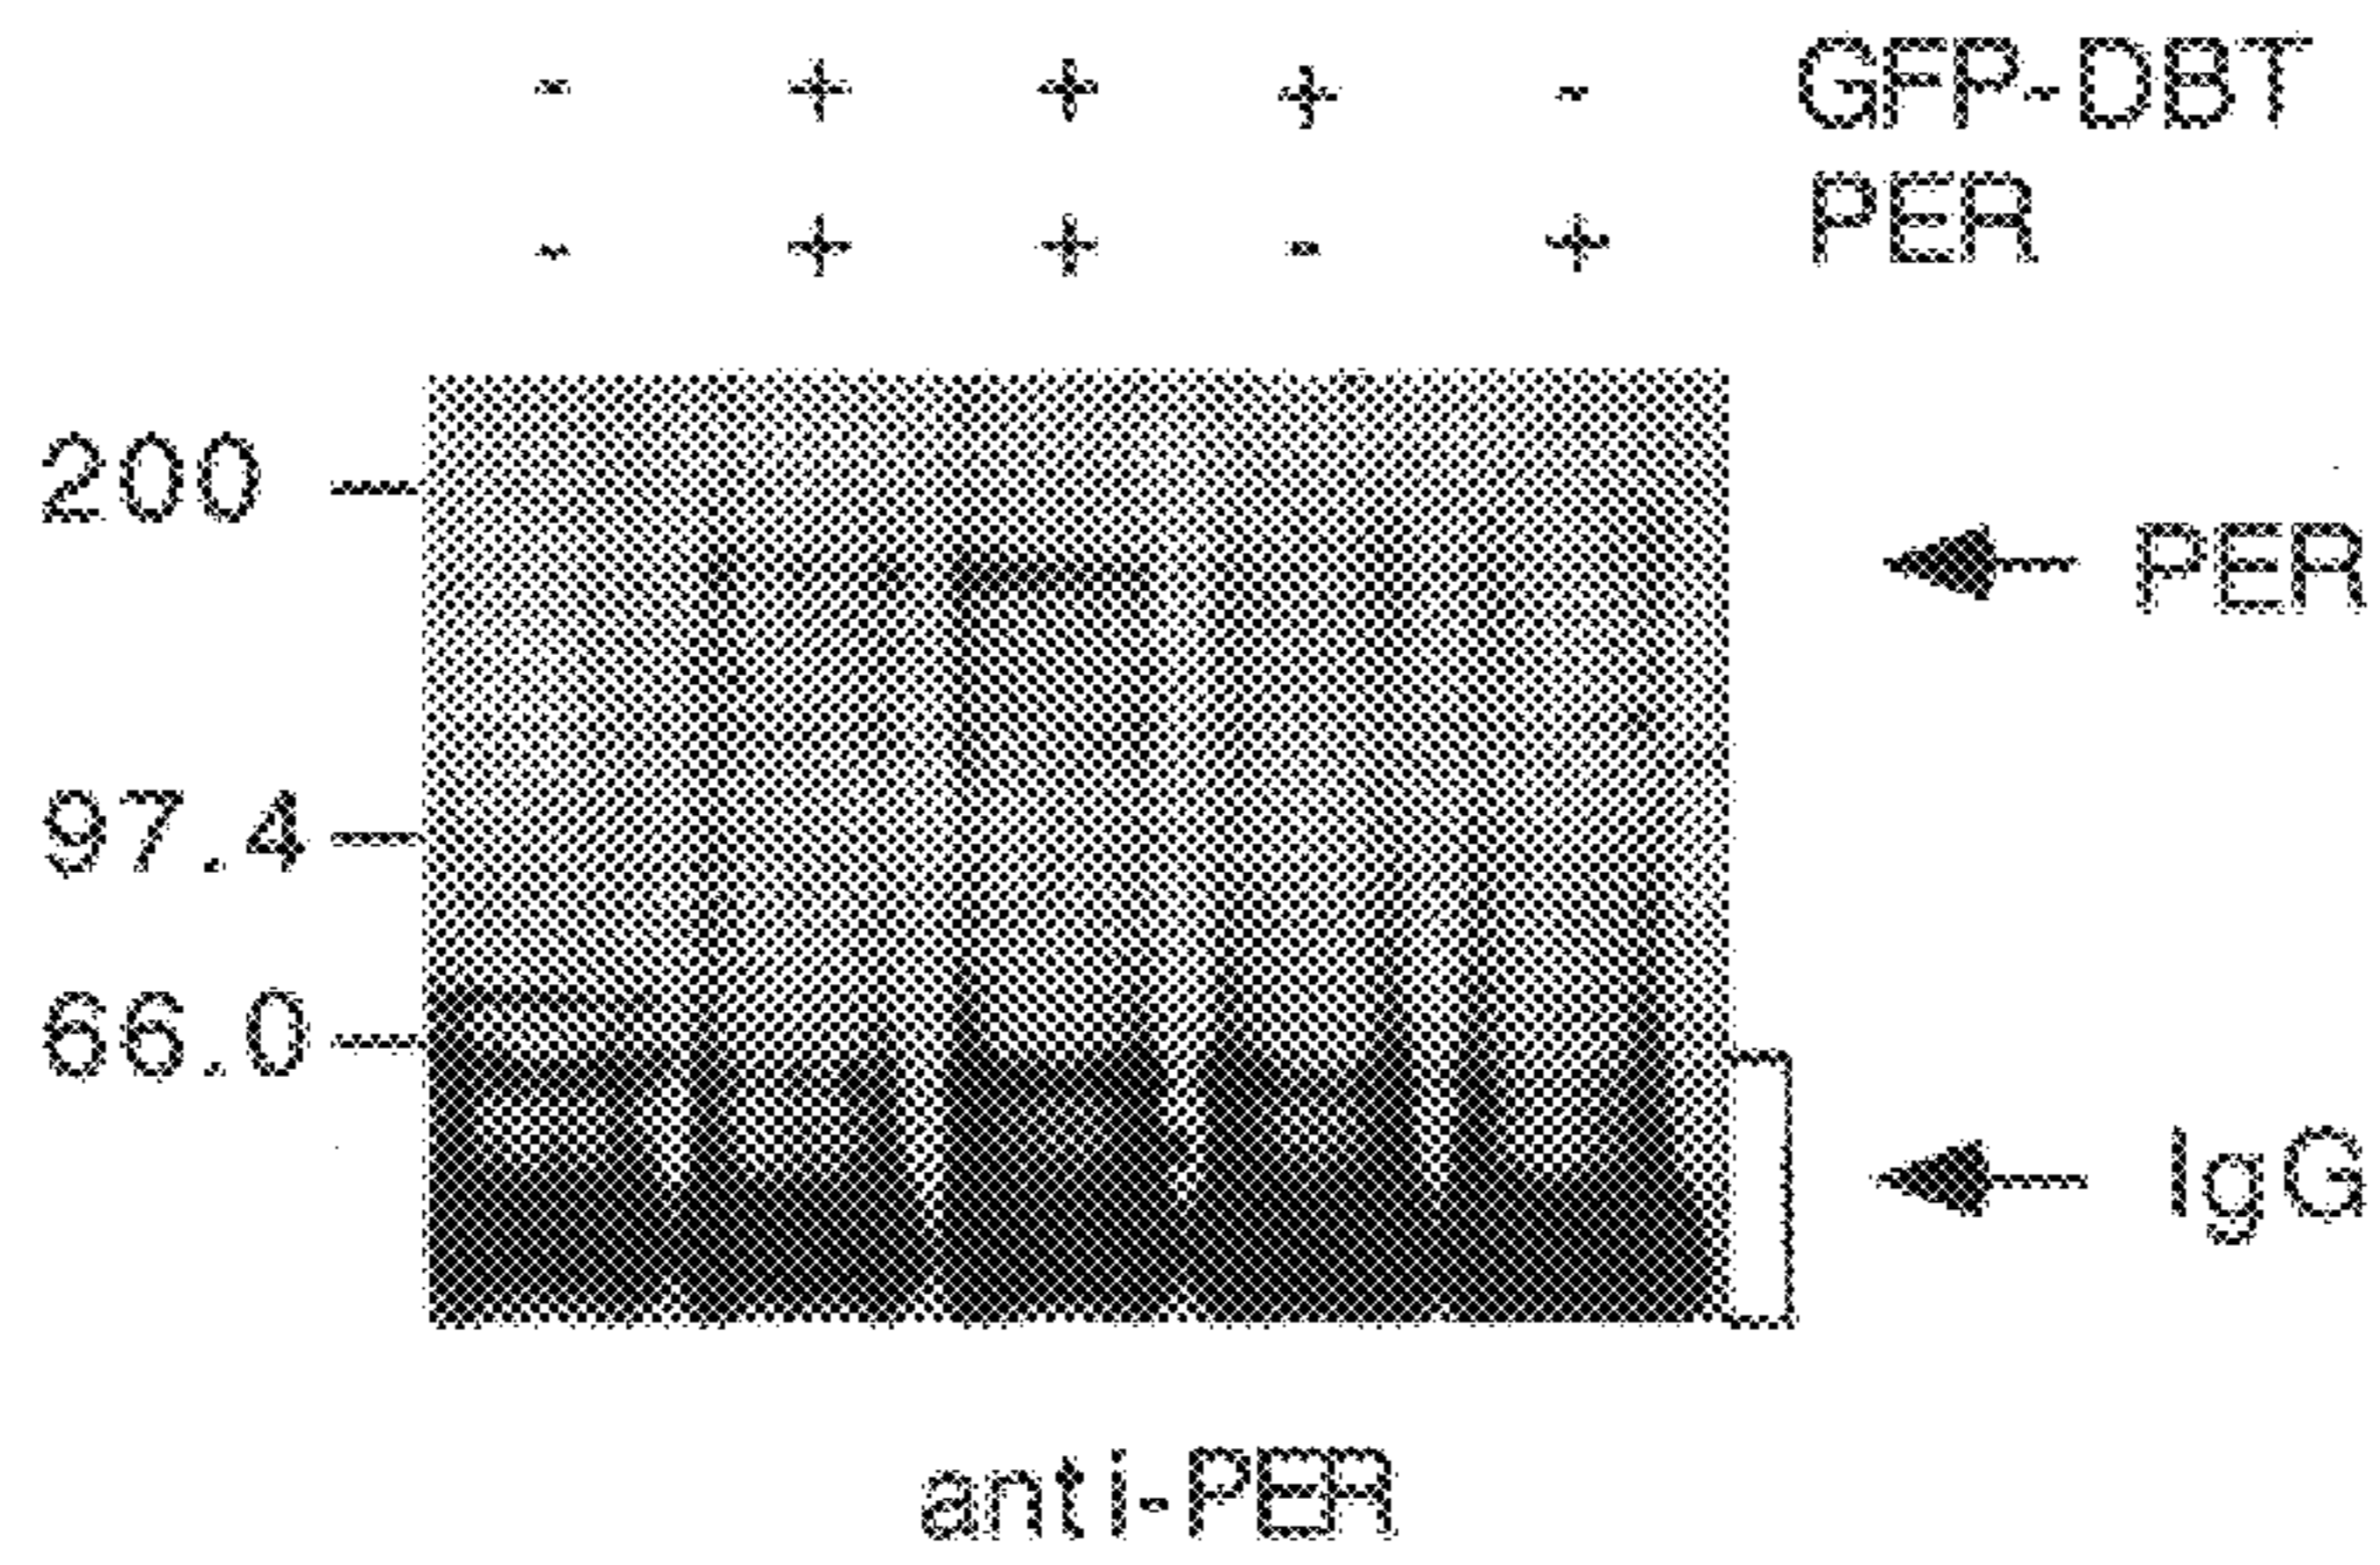 - + + + - GFP-DBT
- + + - + PER
200
PER
97.4
66.0
IgG
anti-PER